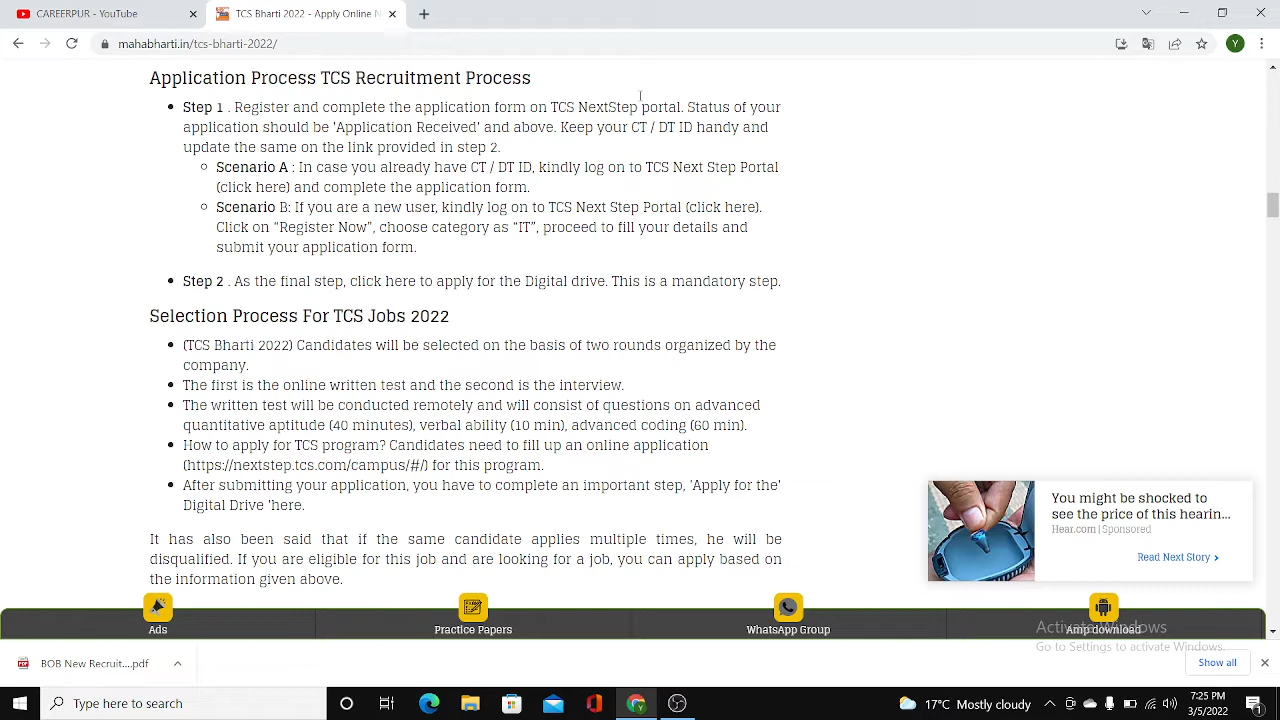 CAREERPUR - YouTube
TCS Bharti 2022 - Apply Online N
mahabharti.in/tcs-bharti-2022/
Y
Application Process TCS Recruitment Process
Step 1 . Register and complete the application form on TCS NextStep portal. Status of your
application should be 'Application Received' and above. Keep your CT / DT ID handy and
update the same on the link provided in step 2.
Scenario A : In case you already have CT / DT ID, kindly log on to TCS Next Step Portal
(click here) and complete the application form.
Scenario B: If you are a new user, kindly log on to TCS Next Step Portal (click here).
Click on “Register Now”, choose category as “IT”, proceed to fill your details and
submit your application form.
Step 2 . As the final step, click here to apply for the Digital drive. This is a mandatory step.
Selection Process For TCS Jobs 2022
(TCS Bharti 2022) Candidates will be selected on the basis of two rounds organized by the
company.
The first is the online written test and the second is the interview.
The written test will be conducted remotely and will consist of questions on advanced
quantitative aptitude (40 minutes), verbal ability (10 min), advanced coding (60 min).
How to apply for TCS program? Candidates need to fill up an online application
(https://nextstep.tcs.com/campus/#/) for this program.
After submitting your application, you have to complete an important step, 'Apply for the'
Digital Drive 'here.
It has also been said that if the same candidate applies multiple times, he will be
disqualified. If you are eligible for this job and are looking for a job, you can apply based on
the information given above.
You might be shocked to
see the price of this hearin...
Hear.com | Sponsored
Read Next Story
Ads
Practice Papers
WhatsApp Group
Amp download
Activate Windows
Go to Settings to activate Windows.
BOB New Recruit....pdf
Show all
Type here to search
17°C Mostly cloudy
7:25 PM
3/5/2022
1